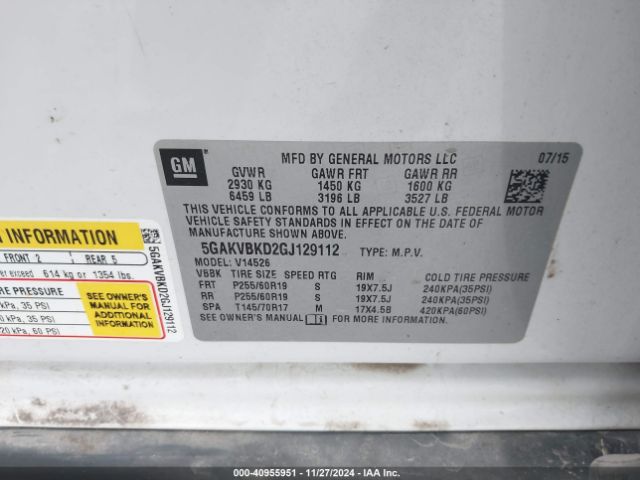 GM
MFD BY GENERAL MOTORS LLC 07/15
GVWR GAWR FRT GAWR RR
2930 KG 1450 KG 1600 KG
6459 LB 3196 LB 3527 LB
THIS VEHICLE CONFORMS TO ALL APPLICABLE U.S. FEDERAL MOTOR
VEHICLE SAFETY STANDARDS IN EFFECT ON THE DATE OF
MANUFACTURE SHOWN ABOVE.
5GAKVBKD2GJ129112 TYPE: M.P.V.
MODEL: V14526
VBBK TIRE SIZE SPEED RTG RIM COLD TIRE PRESSURE
FRT P255/60R19 S 19X7.5J 240KPA(35PSI)
RR P255/60R19 S 19X7.5J 240KPA(35PSI)
SPA T145/70R17 M 17X4.5B 420KPA(60PSI)
SEE OWNER'S MANUAL FOR MORE INFORMATION.
INFORMATION
FRONT 2 REAR 5
exceed 614 kg or 1354 lbs.
PRESSURE
kPa, 35 PSI
kPa, 35 PSI
20 kPa, 60 PSI
SEE OWNER'S
MANUAL FOR
ADDITIONAL
INFORMATION
5GAKVBKD2GJ129112
000-40955951 - 11/27/2024 - IAA Inc.